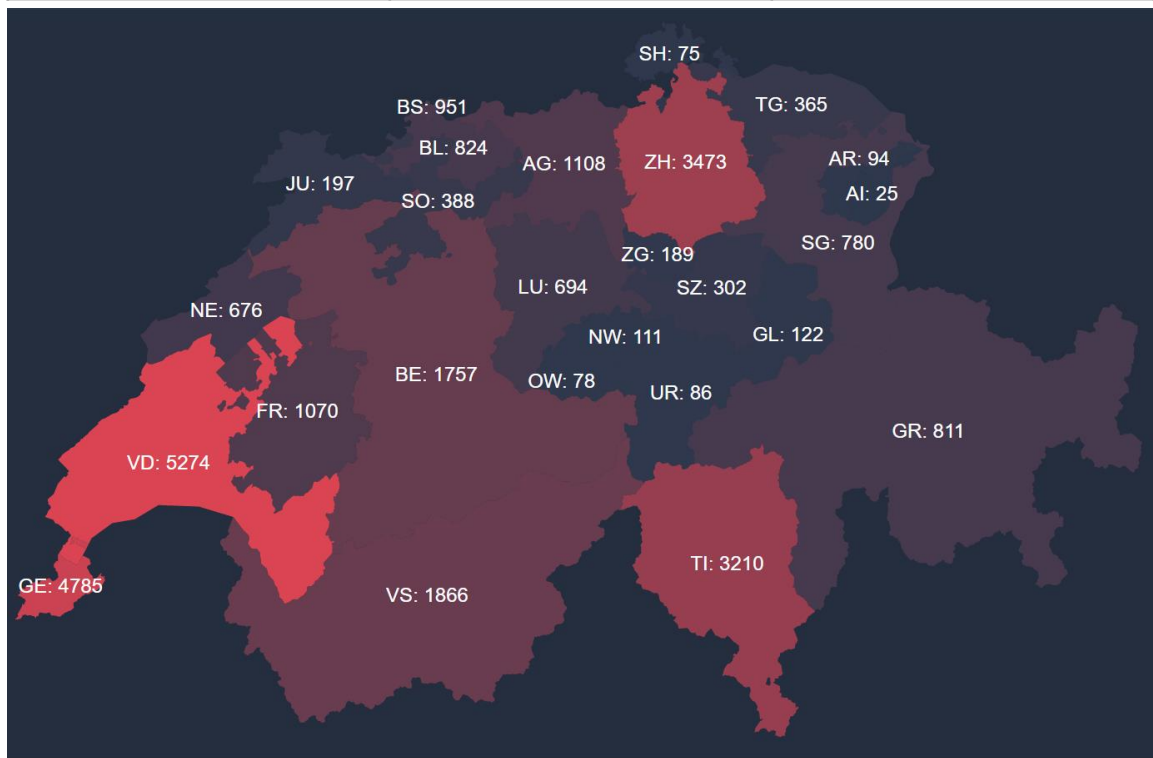 SH: 75
BS: 951
TG: 365
BL: 824
AG: 1108
ZH: 3473
AR: 94
JU: 197
SO: 388
AI: 25
ZG: 189
SG: 780
LU: 694
SZ: 302
NE: 676
NW: 111
GL: 122
BE: 1757
OW: 78
UR: 86
FR: 1070
GR: 811
VD: 5274
TI: 3210
GE: 4785
VS: 1866